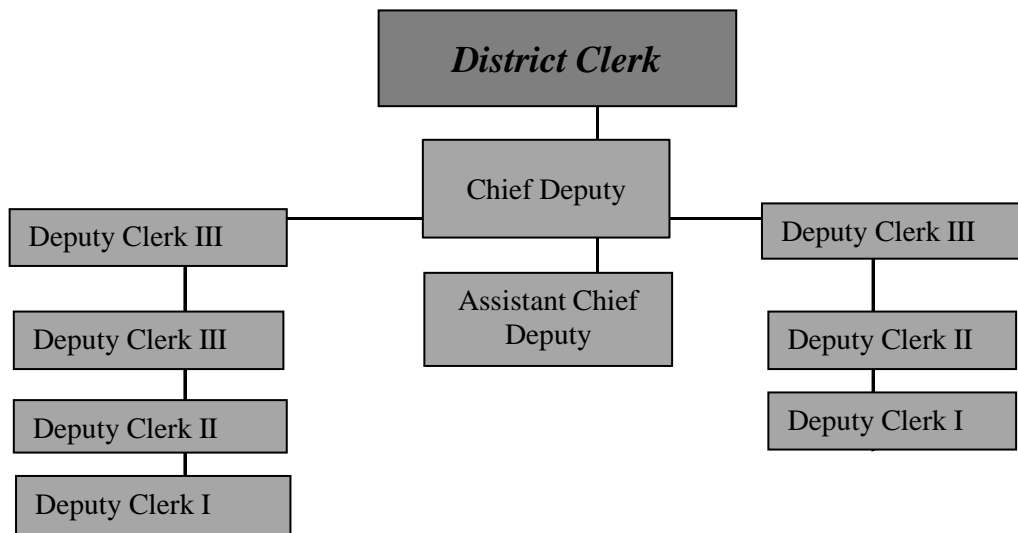 District Clerk
Chief Deputy
Deputy Clerk III
Deputy Clerk III
Assistant Chief
Deputy
Deputy Clerk III
Deputy Clerk II
Deputy Clerk II
Deputy Clerk I
Deputy Clerk I